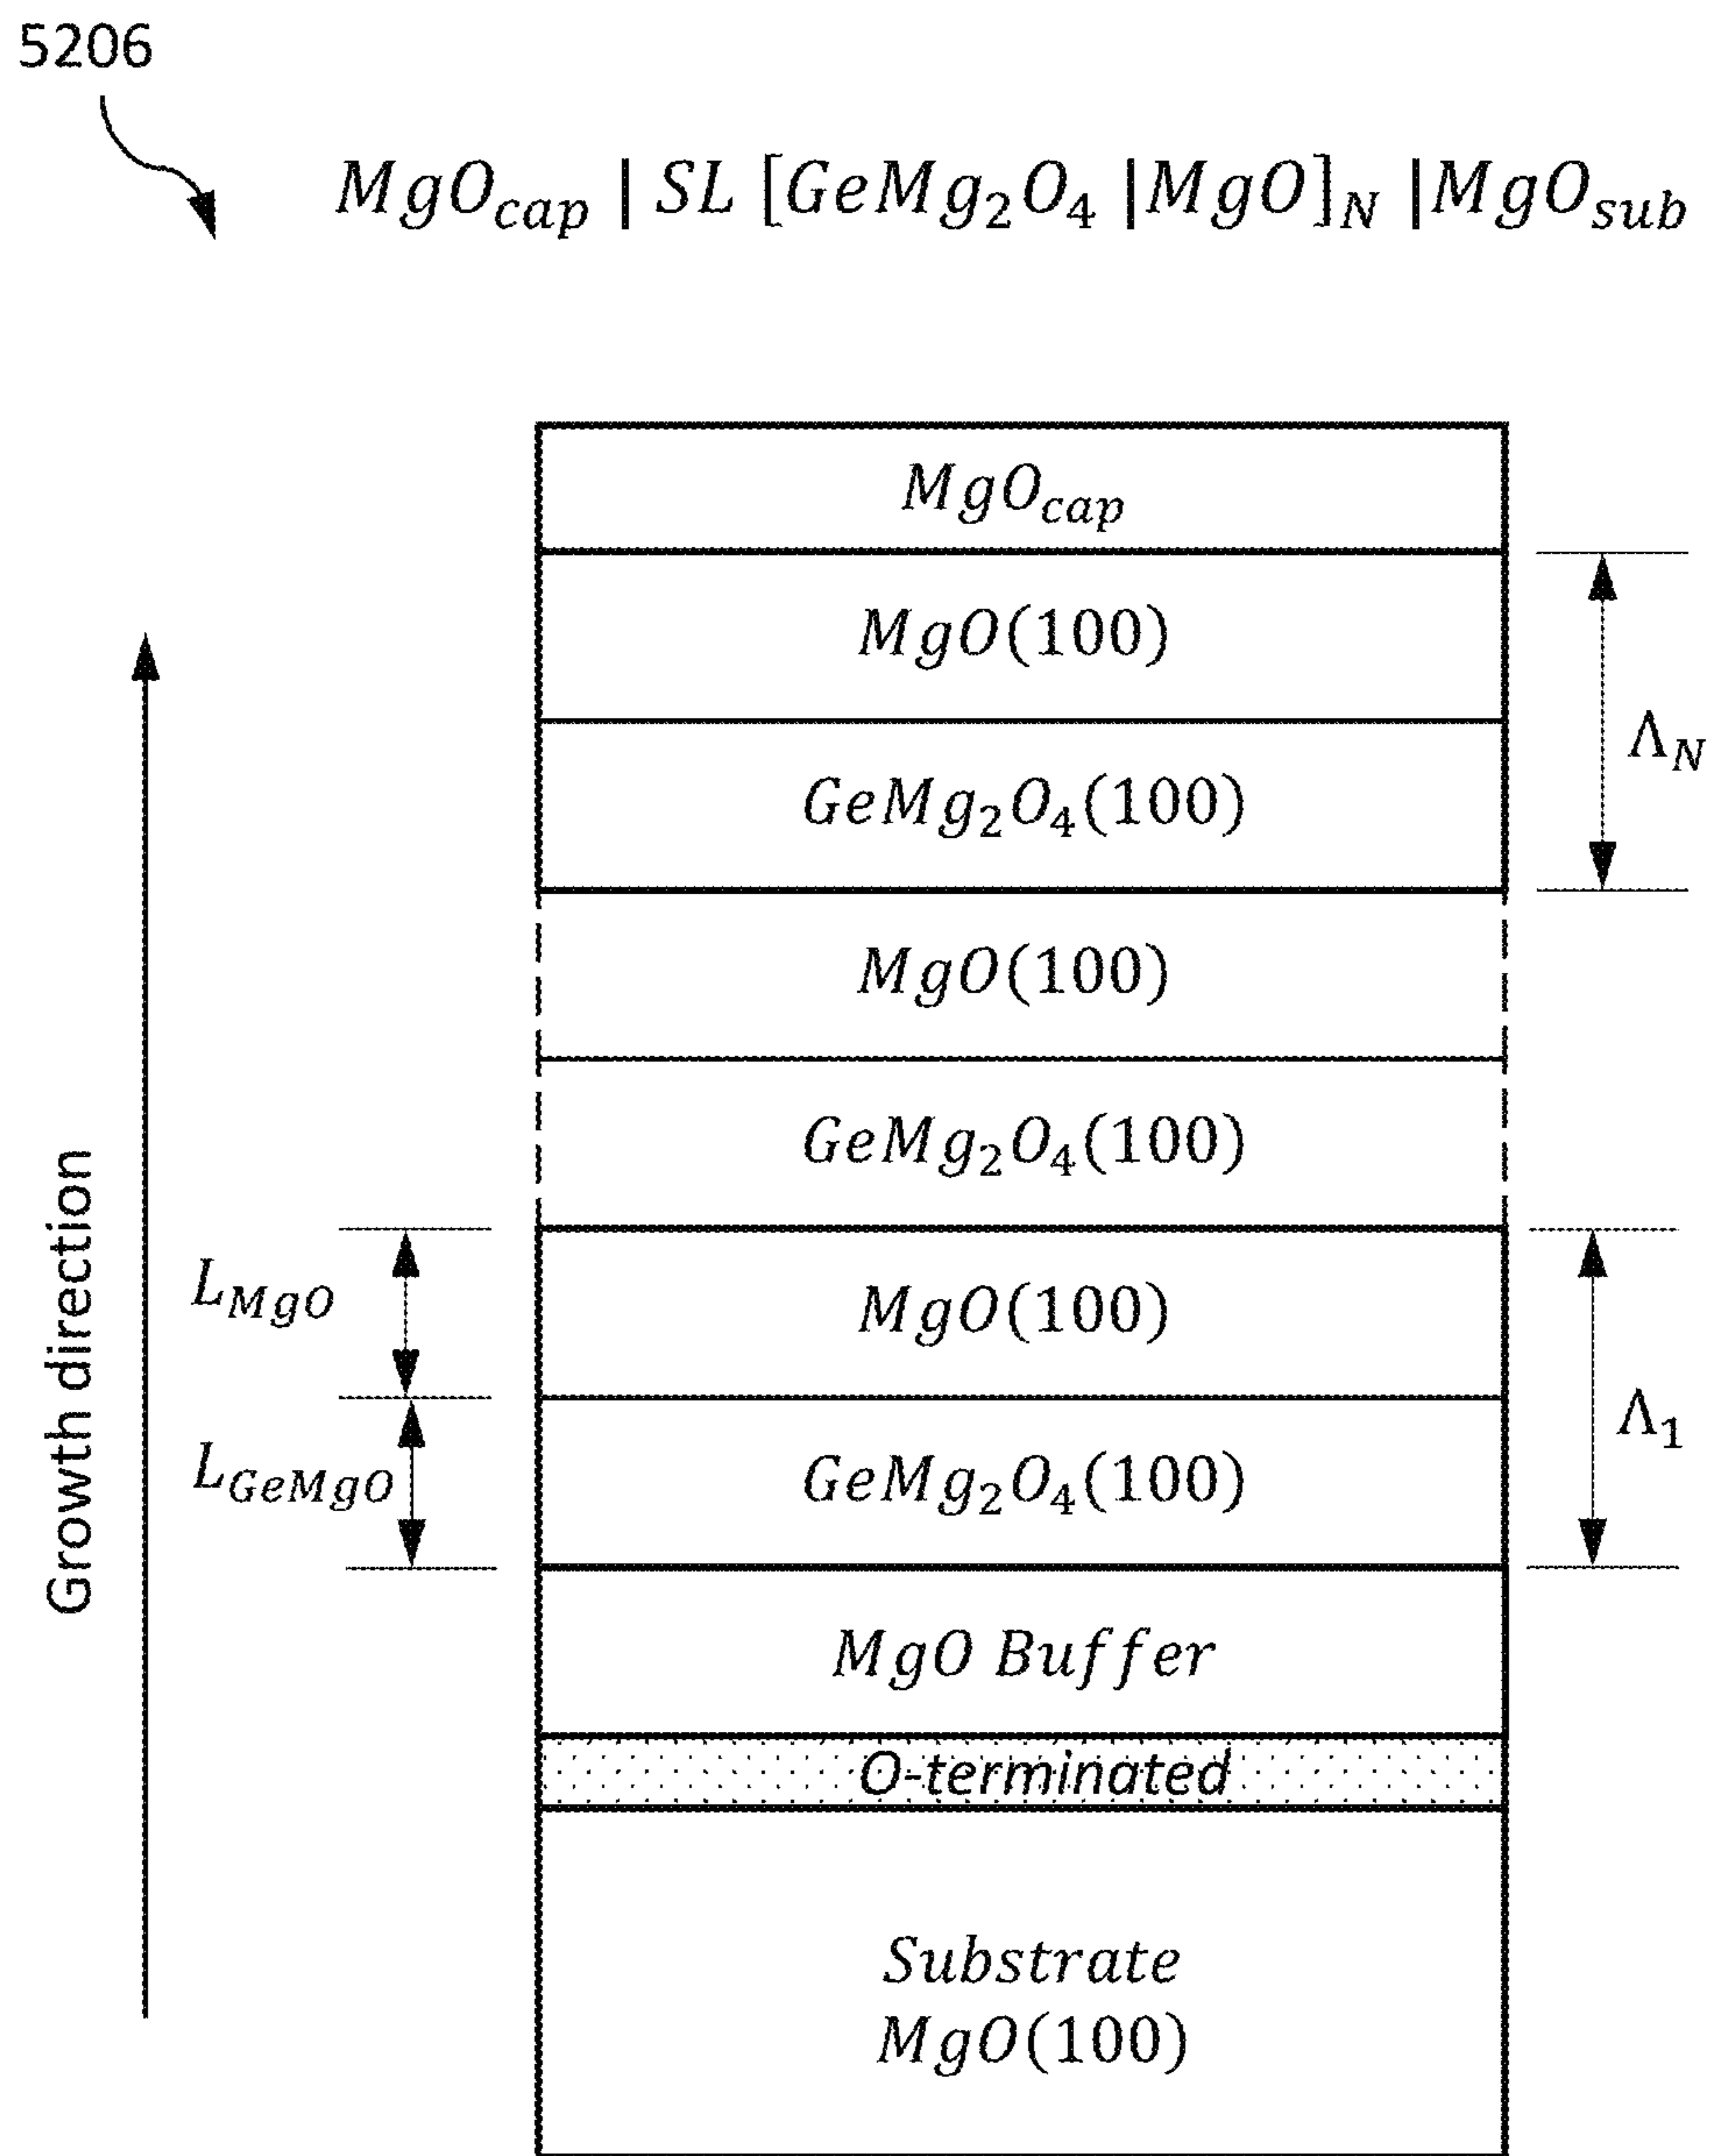 5206
MgO_cap | SL [GeMg₂O₄ |MgO]_N |MgO_sub
MgO_cap
MgO(100)
Λ_N
GeMg₂O₄(100)
MgO(100)
GeMg₂O₄(100)
Growth direction
L_MgO
MgO(100)
Λ₁
L_GeMgO
GeMg₂O₄(100)
MgO Buffer
O-terminated
Substrate
MgO(100)